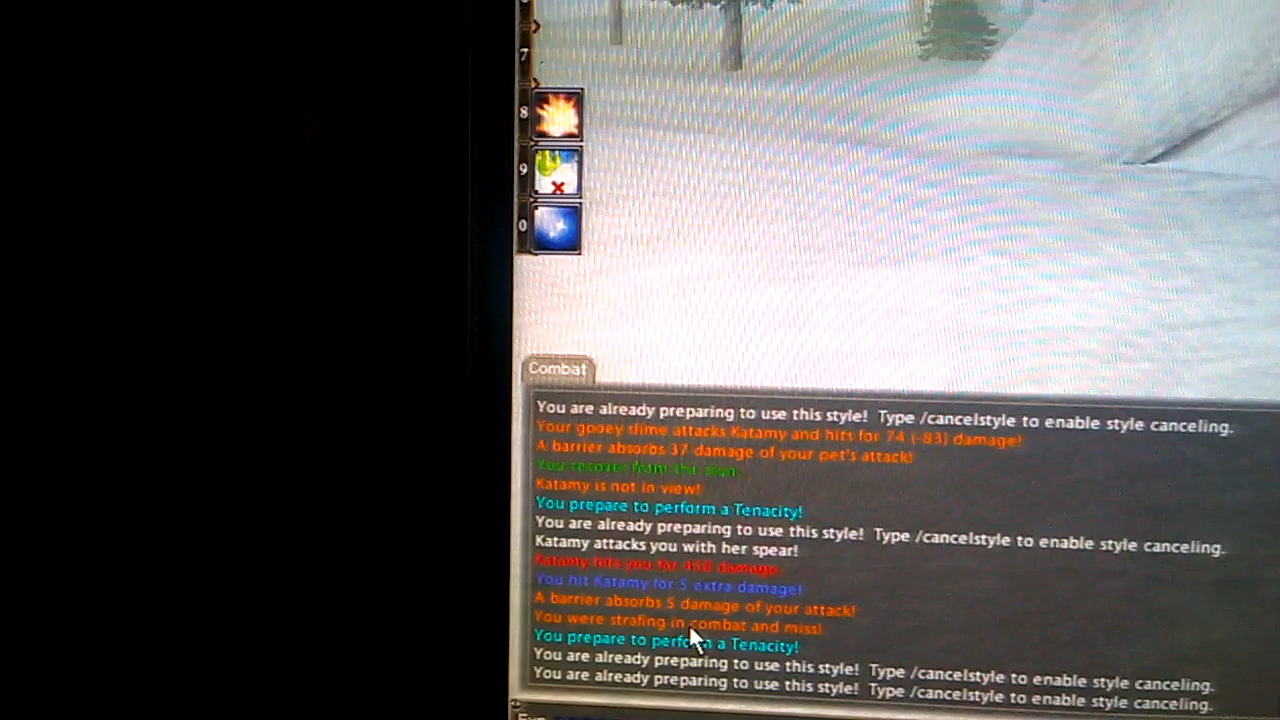 7
8
9
0
Combat
You are already preparing to use this style! Type /cancelstyle to enable style canceling.
Your gooey slime attacks Katamy and hits for 74 (-83) damage!
A barrier absorbs 37 damage of your pet's attack!
You recover from the stun.
Katamy is not in view!
You prepare to perform a Tenacity!
You are already preparing to use this style! Type /cancelstyle to enable style canceling.
Katamy attacks you with her spear!
Katamy hits you for 458 damage.
You hit Katamy for 5 extra damage!
A barrier absorbs 5 damage of your attack!
You were strafing in combat and miss!
You prepare to perform a Tenacity!
You are already preparing to use this style! Type /cancelstyle to enable style canceling.
You are already preparing to use this style! Type /cancelstyle to enable style canceling.